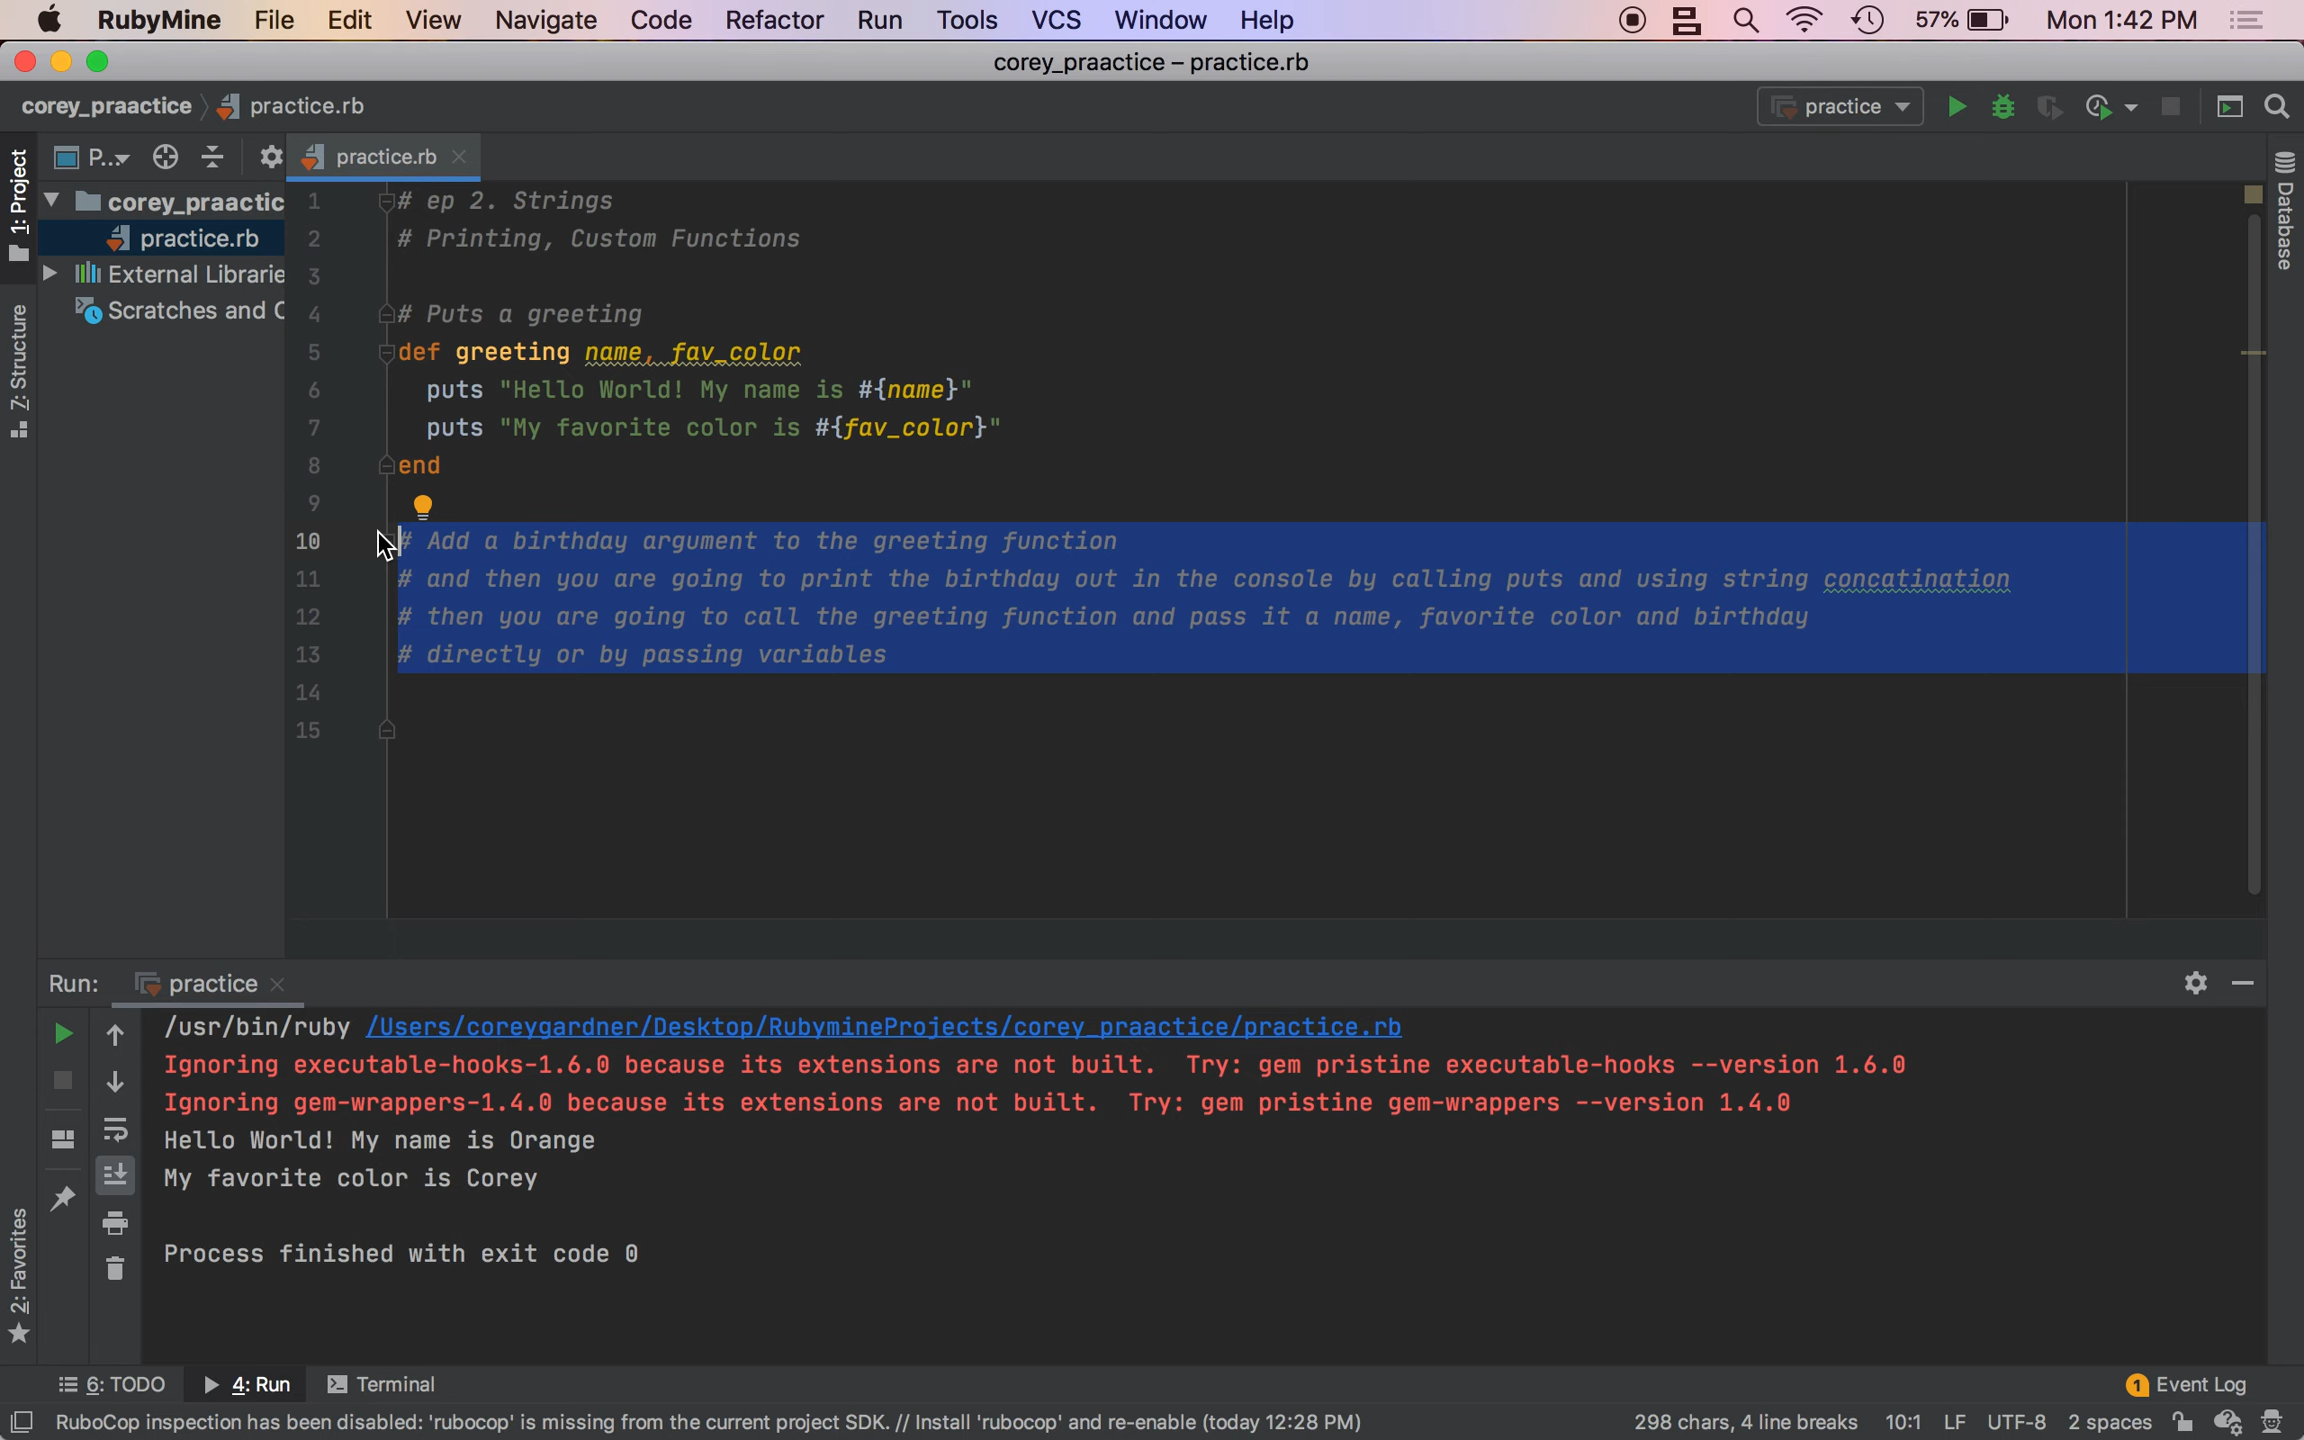 RubyMine File Edit View Navigate Code Refactor Run Tools VCS Window Help 57% Mon 1:42 PM
corey_praactice – practice.rb
corey_praactice practice.rb practice
P... practice.rb
1: Project
7: Structure
2: Favorites
Database
corey_praactic
practice.rb
External Librarie
Scratches and C
1 # ep 2. Strings
2 # Printing, Custom Functions
3
4 # Puts a greeting
5 def greeting name, fav_color
6 puts "Hello World! My name is #{name}"
7 puts "My favorite color is #{fav_color}"
8 end
9
10 # Add a birthday argument to the greeting function
11 # and then you are going to print the birthday out in the console by calling puts and using string concatination
12 # then you are going to call the greeting function and pass it a name, favorite color and birthday
13 # directly or by passing variables
14
15
Run: practice
/usr/bin/ruby /Users/coreygardner/Desktop/RubymineProjects/corey_praactice/practice.rb
Ignoring executable-hooks-1.6.0 because its extensions are not built. Try: gem pristine executable-hooks --version 1.6.0
Ignoring gem-wrappers-1.4.0 because its extensions are not built. Try: gem pristine gem-wrappers --version 1.4.0
Hello World! My name is Orange
My favorite color is Corey
Process finished with exit code 0
6: TODO 4: Run Terminal 1 Event Log
RuboCop inspection has been disabled: 'rubocop' is missing from the current project SDK. // Install 'rubocop' and re-enable (today 12:28 PM) 298 chars, 4 line breaks 10:1 LF UTF-8 2 spaces